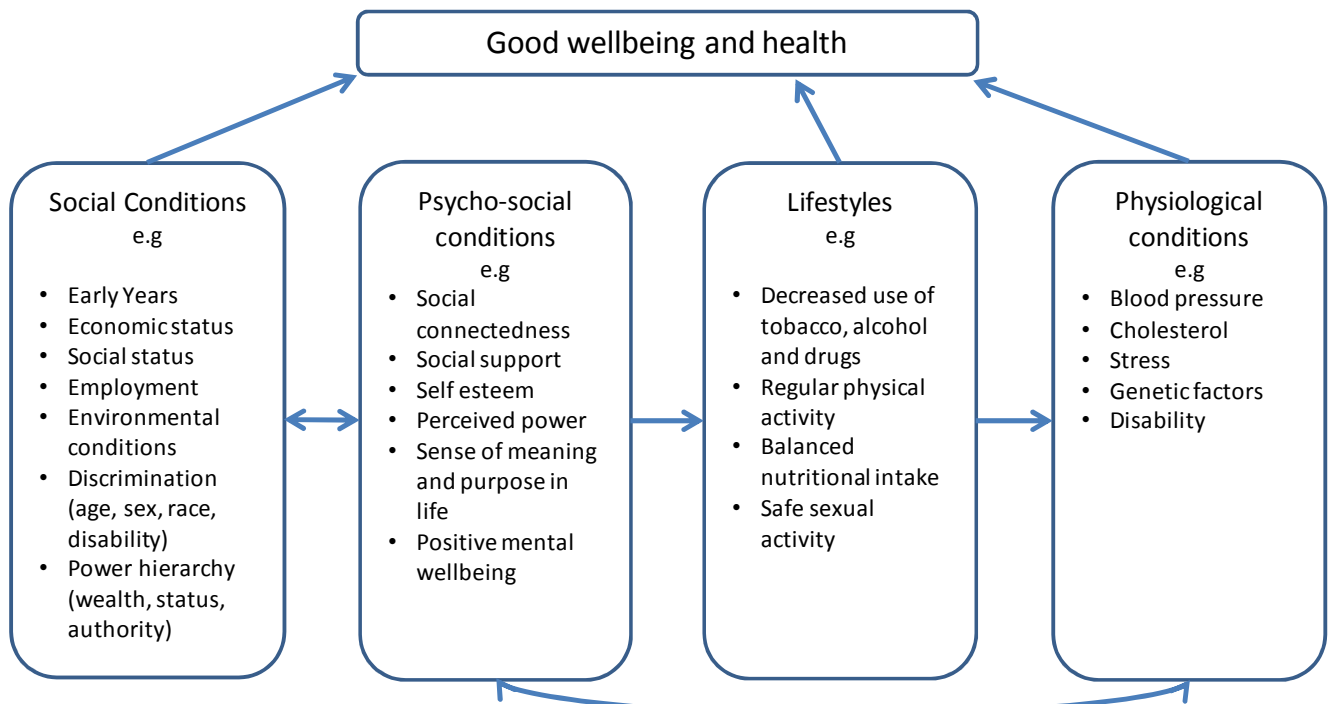 Good wellbeing and health
Social Conditions
e.g
• Early Years
• Economic status
• Social status
• Employment
• Environmental
conditions
• Discrimination
(age, sex, race,
disability)
• Power hierarchy
(wealth, status,
authority)
Psycho-social
conditions
e.g
• Social
connectedness
• Social support
• Self esteem
• Perceived power
• Sense of meaning
and purpose in
life
• Positive mental
wellbeing
Lifestyles
e.g
• Decreased use of
tobacco, alcohol
and drugs
• Regular physical
activity
• Balanced
nutritional intake
• Safe sexual
activity
Physiological
conditions
e.g
• Blood pressure
• Cholesterol
• Stress
• Genetic factors
• Disability